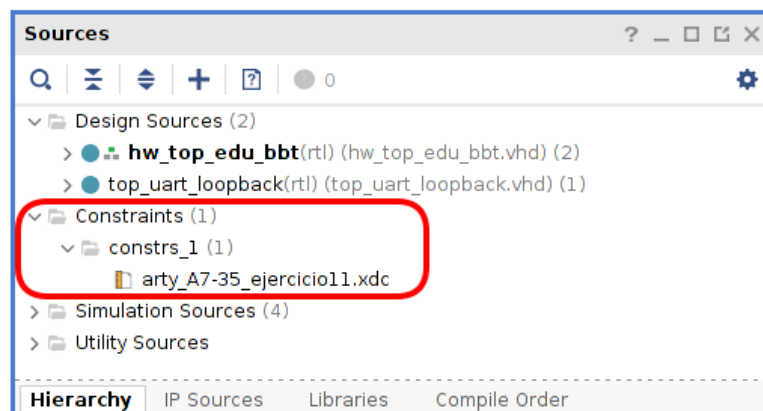 Sources
0
Design Sources (2)
hw_top_edu_bbt(rtl) (hw_top_edu_bbt.vhd) (2)
top_uart_loopback(rtl) (top_uart_loopback.vhd) (1)
Constraints (1)
constrs_1 (1)
arty_A7-35_ejercicio11.xdc
Simulation Sources (4)
Utility Sources
Hierarchy IP Sources Libraries Compile Order